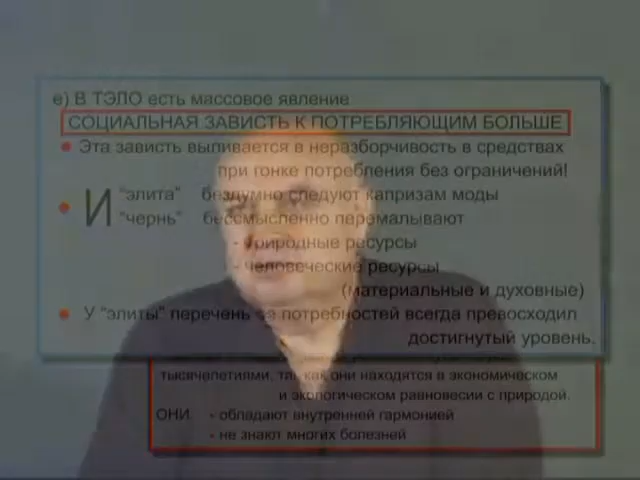 е) В ТЭЛО есть массовое явление
СОЦИАЛЬНАЯ ЗАВИСТЬ К ПОТРЕБЛЯЮЩИМ БОЛЬШЕ
• Эта зависть выливается в неразборчивость в средствах
при гонке потребления без ограничений!
• И "элита" бездумно следуют капризам моды
"чернь" бессмысленно перемалывают
- природные ресурсы
- человеческие ресурсы
(материальные и духовные)
• У "элиты" перечень потребностей всегда превосходил
достигнутый уровень.
тысячелетиями, так как они находятся в экономическом
и экологическом равновесии с природой.
ОНИ - обладают внутренней гармонией
- не знают многих болезней